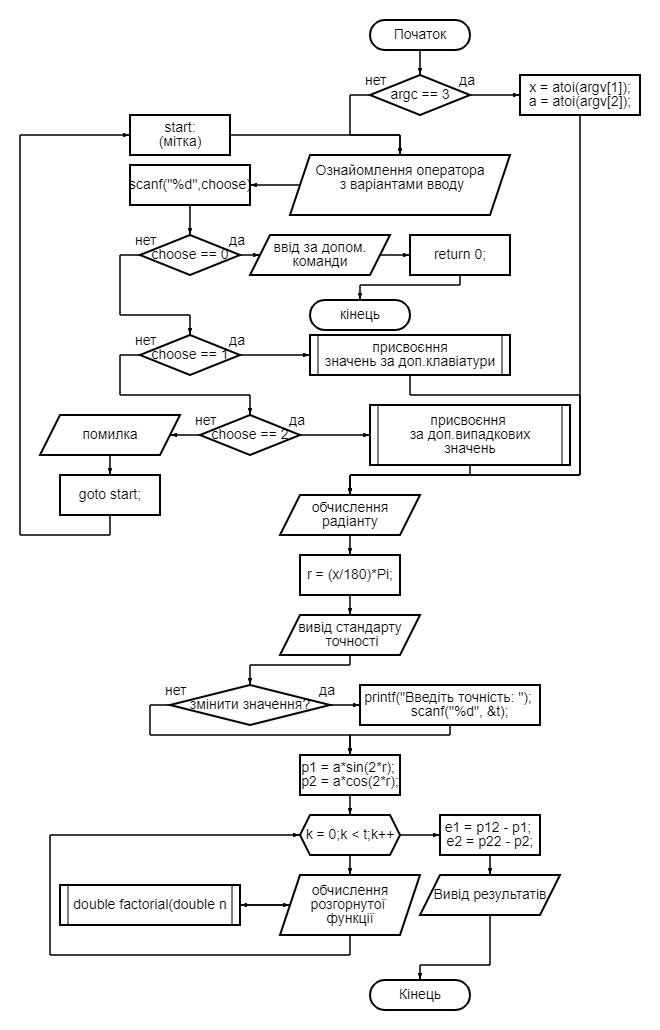 Початок
нет
да
argc == 3
x = atoi(argv[1]);
a = atoi(argv[2]);
start:
(мітка)
Ознайомлення оператора
з варіантами вводу
scanf("%d",choose)
нет
да
choose == 0
ввід за допом.
команди
return 0;
кінець
нет
да
choose == 1
присвоєння
значень за доп.клавіатури
нет
да
choose == 2
помилка
присвоєння
за доп.випадкових
значень
goto start;
обчислення
радіанту
r = (x/180)*Pi;
вивід стандарту
точності
нет
да
змінити значення?
printf("Введіть точність: ");
scanf("%d", &t);
p1 = a*sin(2*r);
p2 = a*cos(2*r);
k = 0;k < t;k++
e1 = p12 - p1;
e2 = p22 - p2;
double factorial(double n
обчислення
розгорнутої
функції
Вивід результатів
Кінець